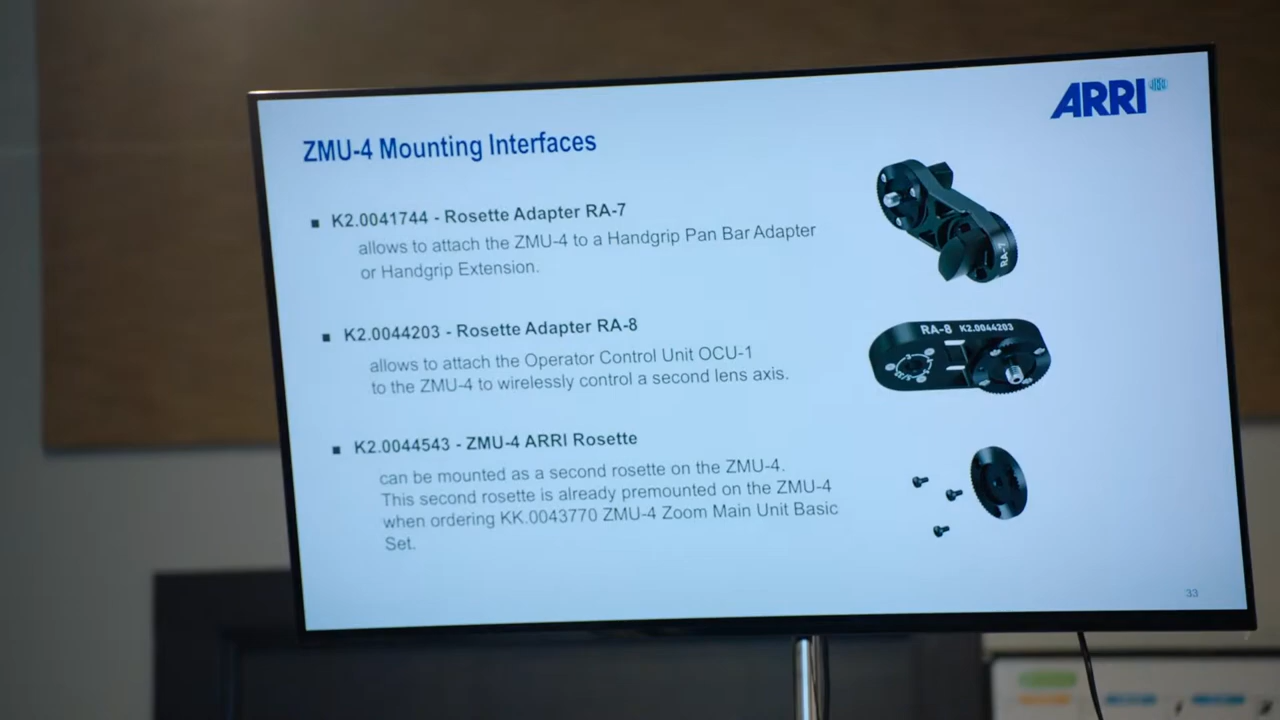 ARRI
ZMU-4 Mounting Interfaces
K2.0041744 - Rosette Adapter RA-7
allows to attach the ZMU-4 to a Handgrip Pan Bar Adapter
or Handgrip Extension.
RA-7
K2.0044203 - Rosette Adapter RA-8
allows to attach the Operator Control Unit OCU-1
to the ZMU-4 to wirelessly control a second lens axis.
RA-8 K2.0044203
K2.0044543 - ZMU-4 ARRI Rosette
can be mounted as a second rosette on the ZMU-4.
This second rosette is already premounted on the ZMU-4
when ordering KK.0043770 ZMU-4 Zoom Main Unit Basic
Set.
33